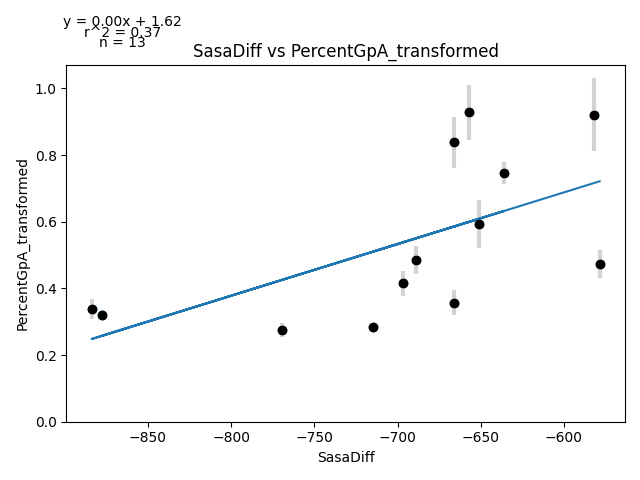 y = 0.00x + 1.62
r^2 = 0.37
n = 13
SasaDiff vs PercentGpA_transformed
1.0
0.8
0.6
0.4
0.2
0.0
PercentGpA_transformed
−850
−800
−750
−700
−650
−600
SasaDiff